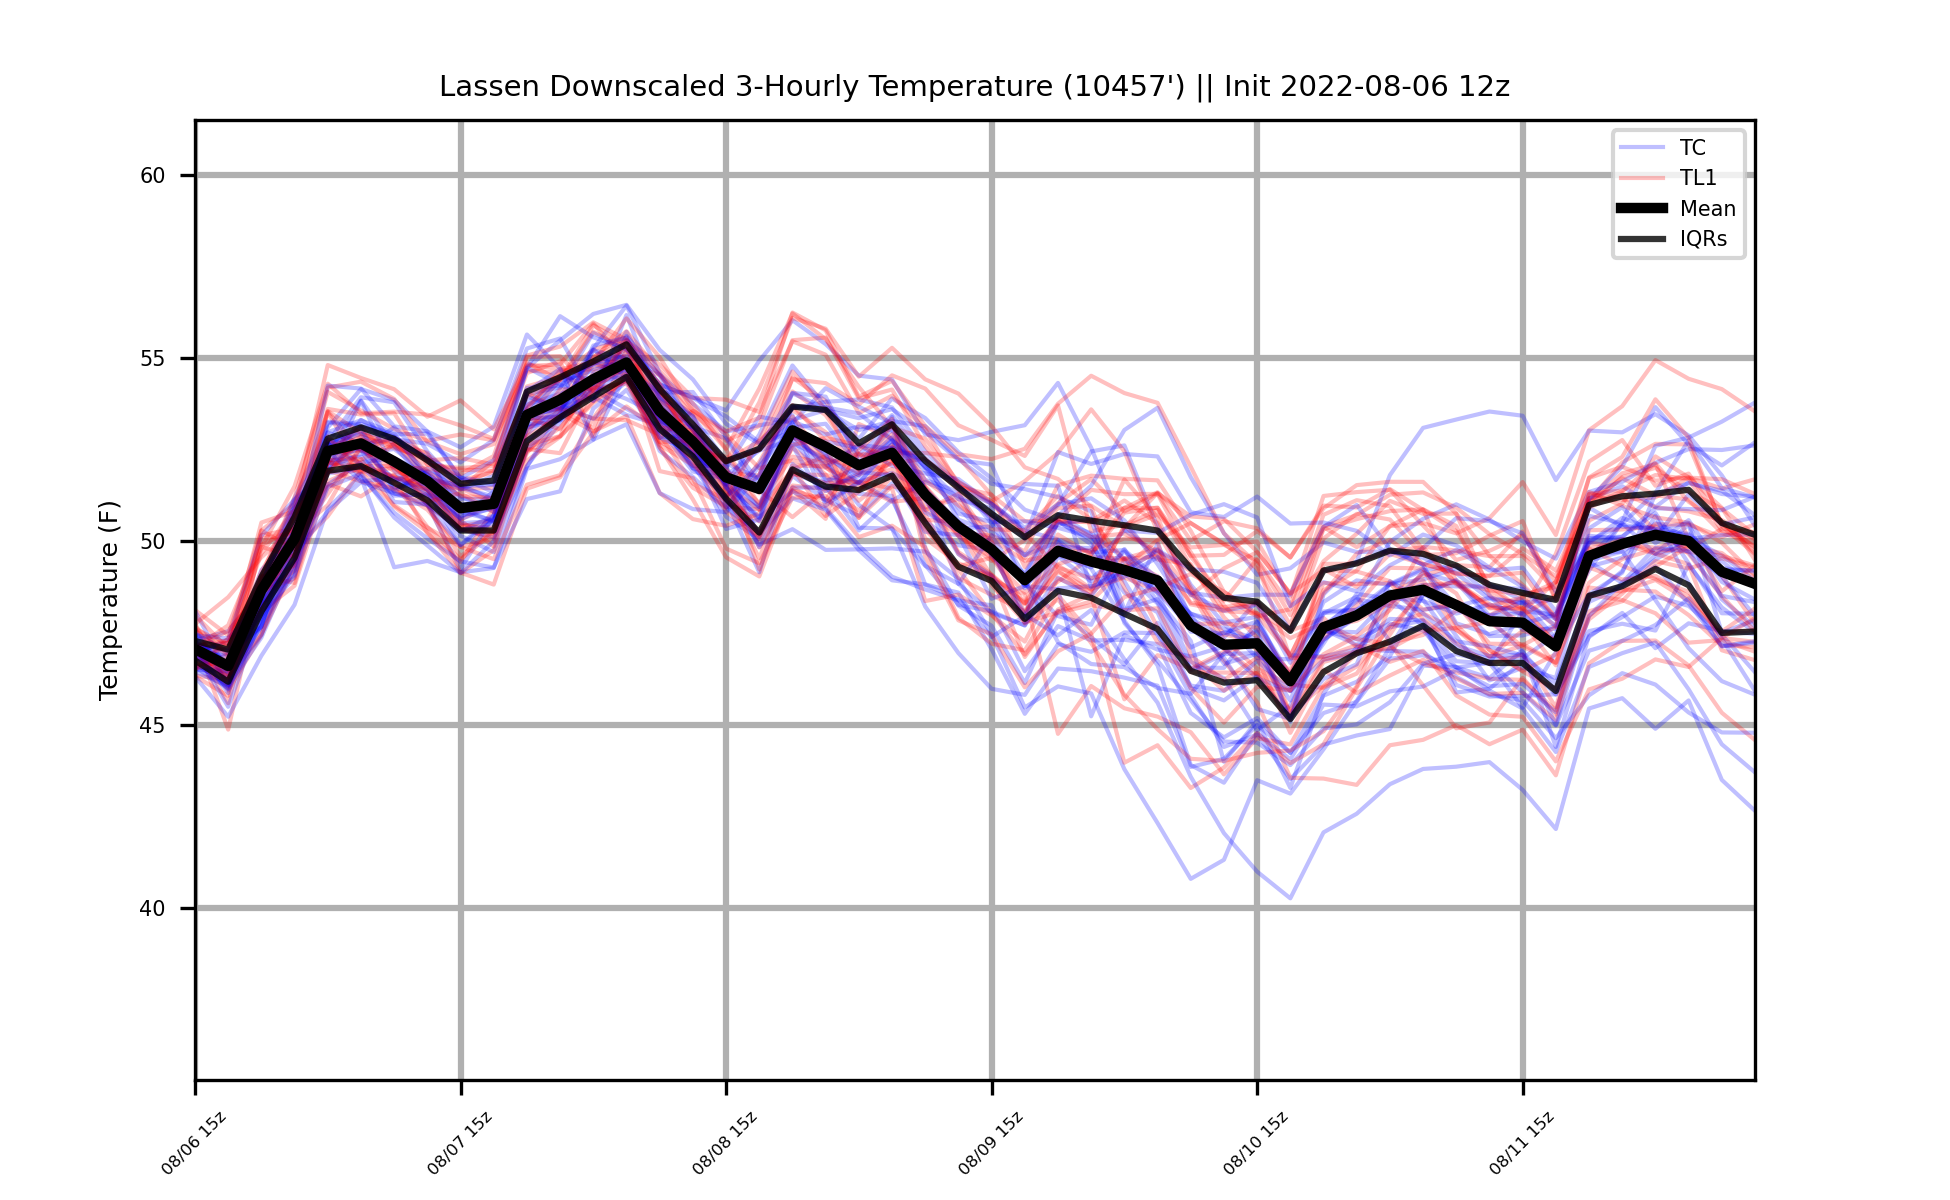 Lassen Downscaled 3-Hourly Temperature (10457') || Init 2022-08-06 12z
TC
TL1
Mean
IQRs
Temperature (F)
60
55
50
45
40
08/06 15z
08/07 15z
08/08 15z
08/09 15z
08/10 15z
08/11 15z